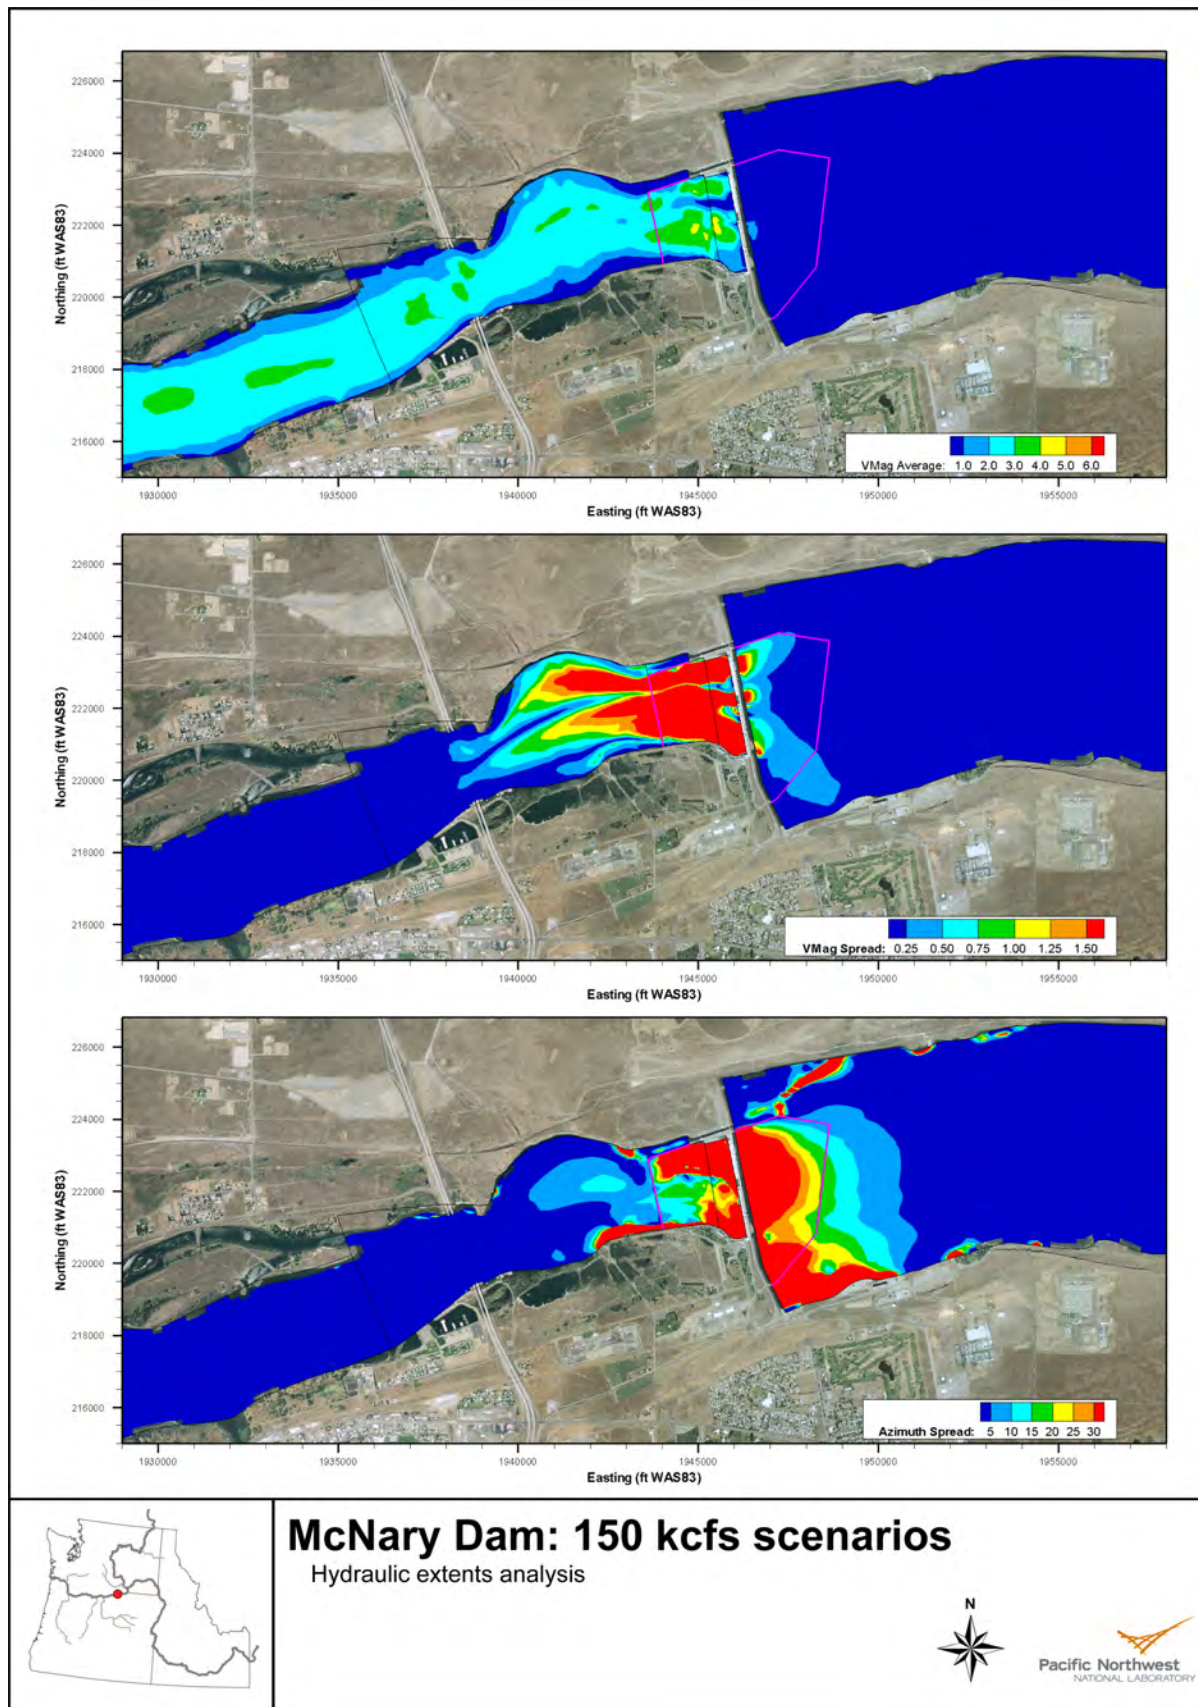 226000
224000
222000
220000
218000
216000
Northing (ft WAS83)
VMag Average: 1.0 2.0 3.0 4.0 5.0 6.0
1930000 1935000 1940000 1945000 1950000 1955000
Easting (ft WAS83)
226000
224000
222000
220000
218000
216000
Northing (ft WAS83)
VMag Spread: 0.25 0.50 0.75 1.00 1.25 1.50
1930000 1935000 1940000 1945000 1950000 1955000
Easting (ft WAS83)
226000
224000
222000
220000
218000
216000
Northing (ft WAS83)
Azimuth Spread: 5 10 15 20 25 30
1930000 1935000 1940000 1945000 1950000 1955000
Easting (ft WAS83)
McNary Dam: 150 kcfs scenarios
Hydraulic extents analysis
N
Pacific Northwest
NATIONAL LABORATORY